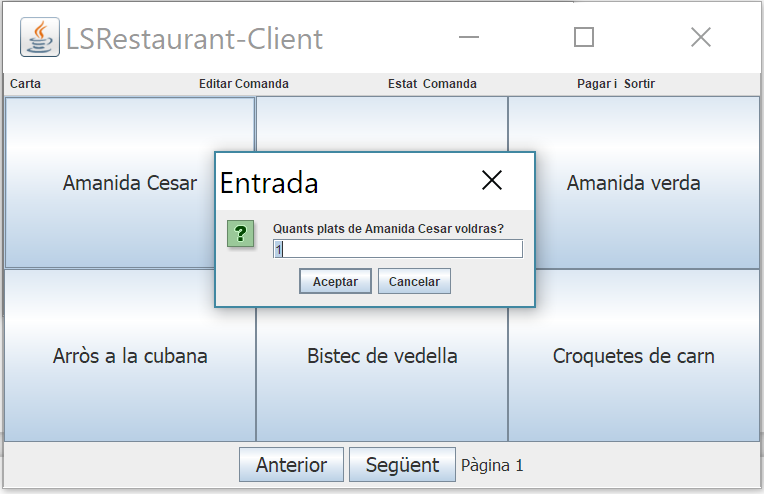 LSRestaurant-Client
Carta Editar Comanda Estat Comanda Pagar i Sortir
Amanida Cesar
Amanida verda
Entrada
?
Quants plats de Amanida Cesar voldras?
1
Aceptar Cancelar
Arròs a la cubana
Bistec de vedella
Croquetes de carn
Anterior Següent Pàgina 1